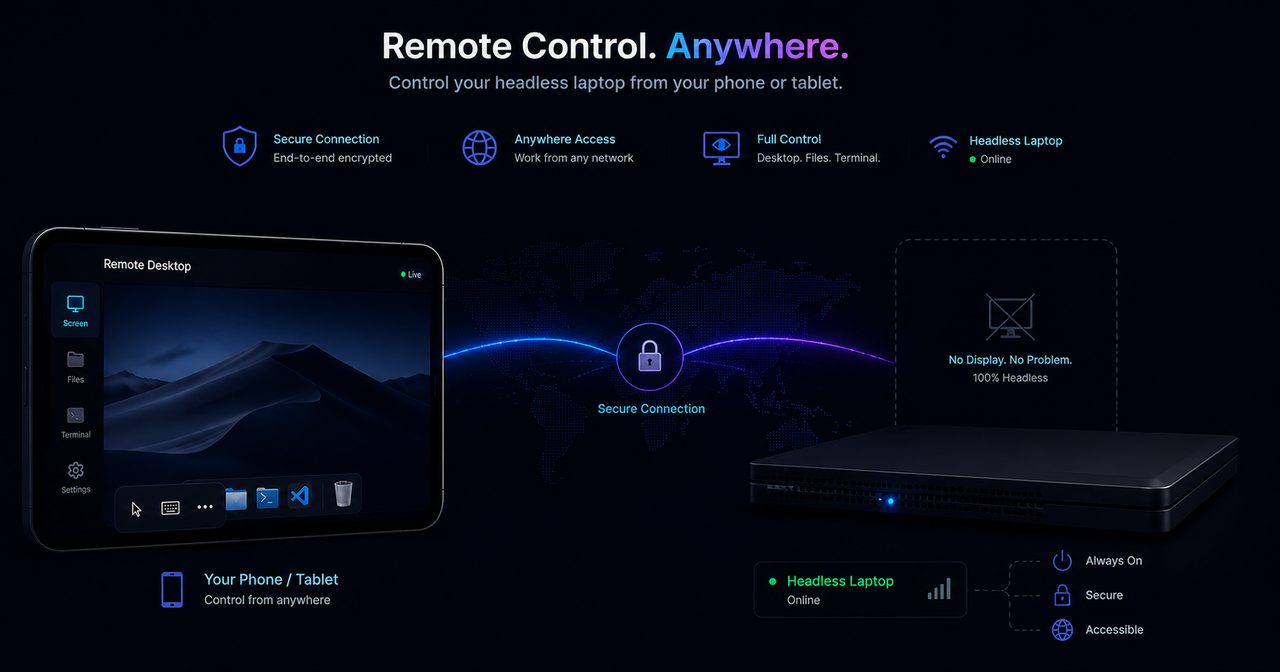 Remote Control. Anywhere.
Control your headless laptop from your phone or tablet.
Secure Connection
End-to-end encrypted
Anywhere Access
Work from any network
Full Control
Desktop. Files. Terminal.
Headless Laptop
Online
Remote Desktop
Live
Screen
Files
Terminal
Settings
Secure Connection
No Display. No Problem.
100% Headless
Your Phone / Tablet
Control from anywhere
Headless Laptop
Online
Always On
Secure
Accessible